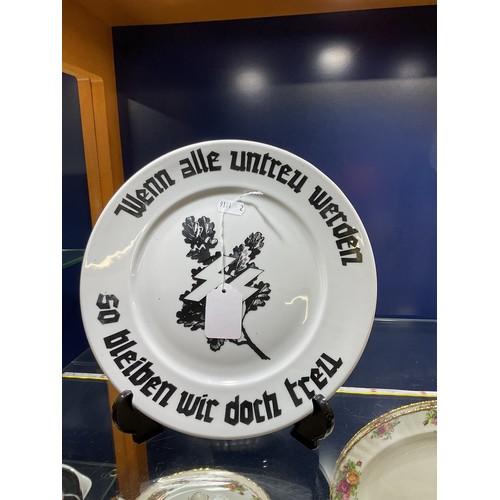 Wenn alle untreu werden
So bleiben wir doch treu